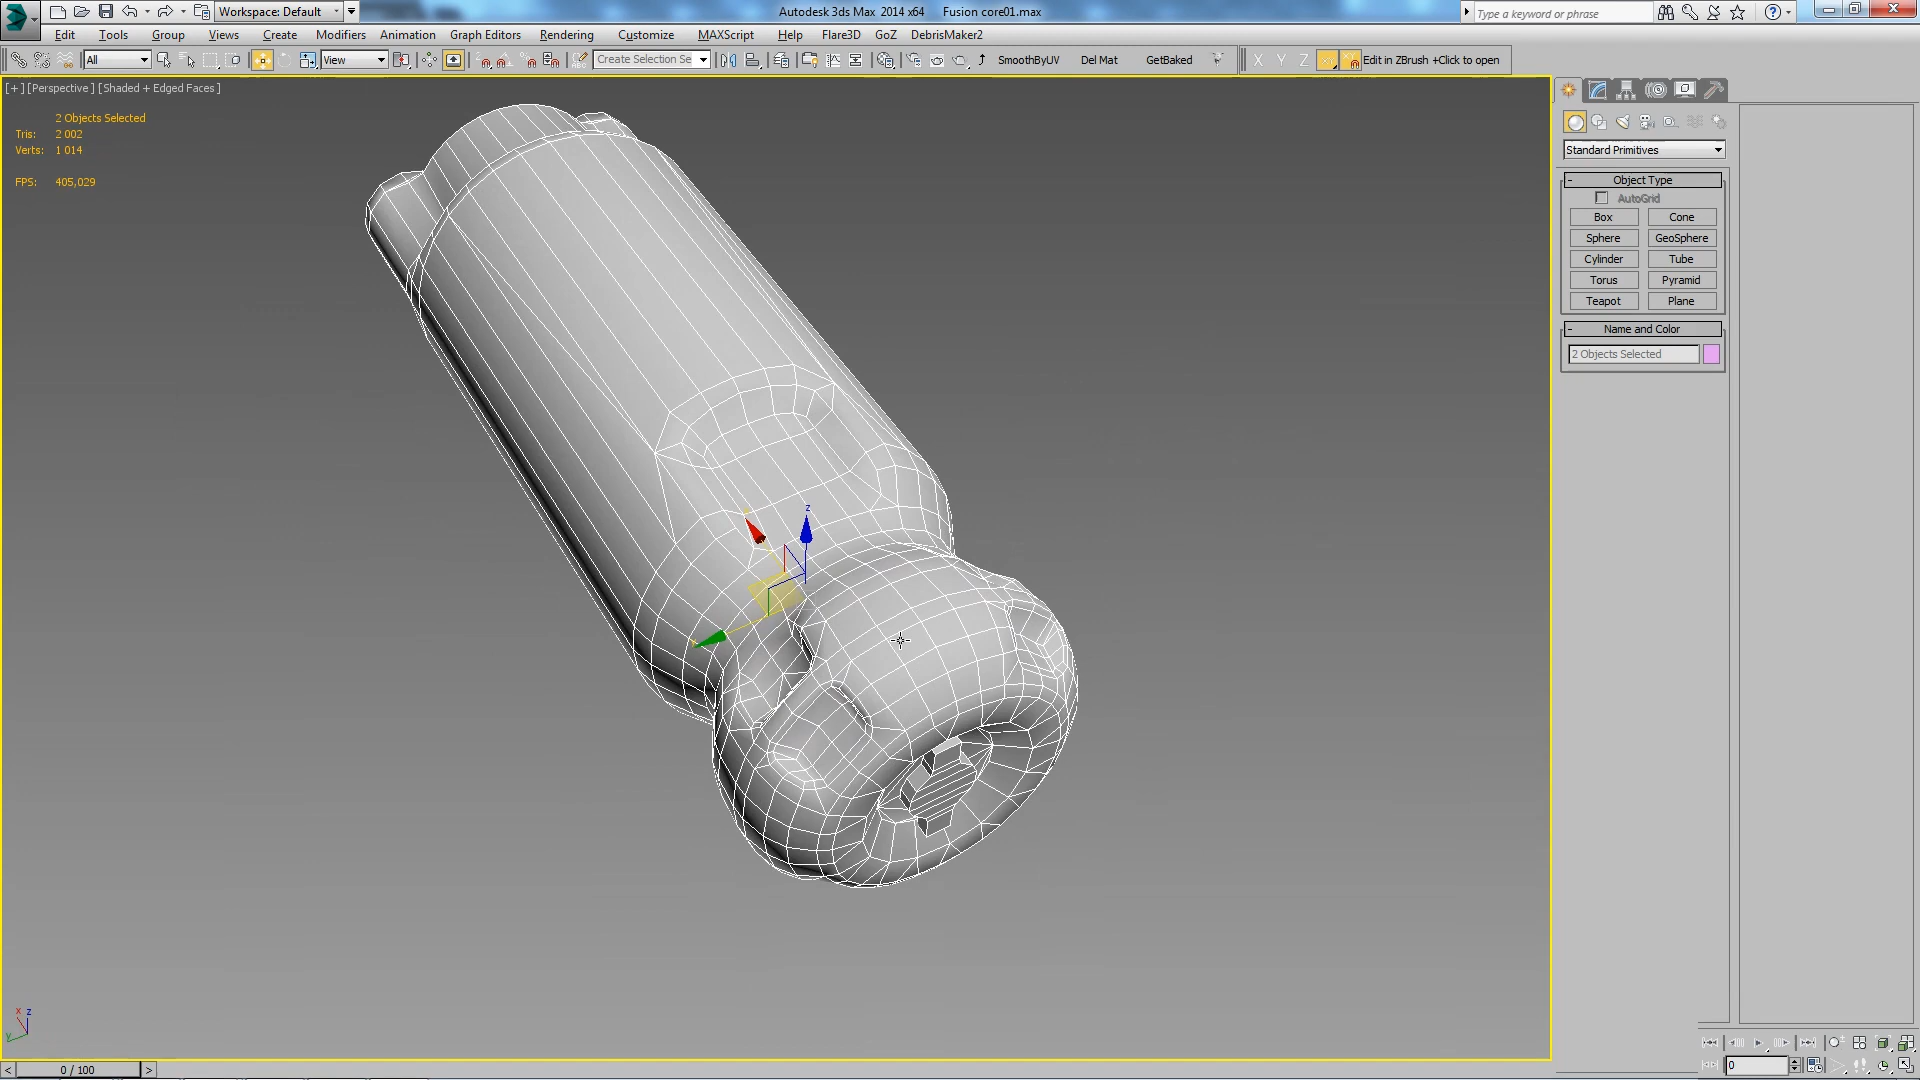 Workspace: Default
Autodesk 3ds Max 2014 x64 Fusion core01.max
Type a keyword or phrase
Edit Tools Group Views Create Modifiers Animation Graph Editors Rendering Customize MAXScript Help Flare3D GoZ DebrisMaker2
All View Create Selection Se SmoothByUV Del Mat GetBaked X Y Z Edit in ZBrush +Click to open
[+] [Perspective ] [Shaded + Edged Faces ]
2 Objects Selected
Tris: 2 002
Verts: 1 014
FPS: 405,029
Standard Primitives
- Object Type
AutoGrid
Box Cone
Sphere GeoSphere
Cylinder Tube
Torus Pyramid
Teapot Plane
- Name and Color
2 Objects Selected
z
x z
y
< 0 / 100 >
0